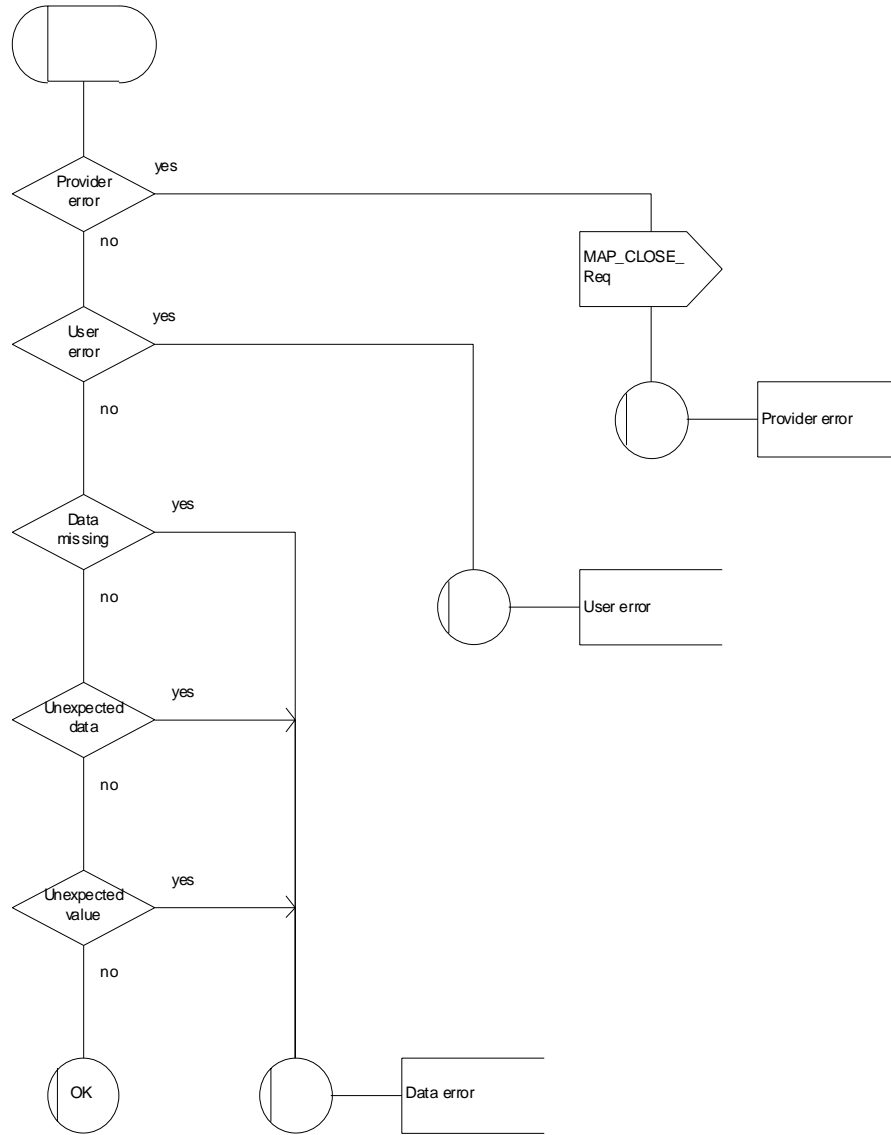 yes
Provider
error
no
MAP_CLOSE_
Req
yes
User
error
Provider error
no
yes
Data
missing
no
User error
yes
Unexpected
data
no
yes
Unexpected
value
no
OK
Data error